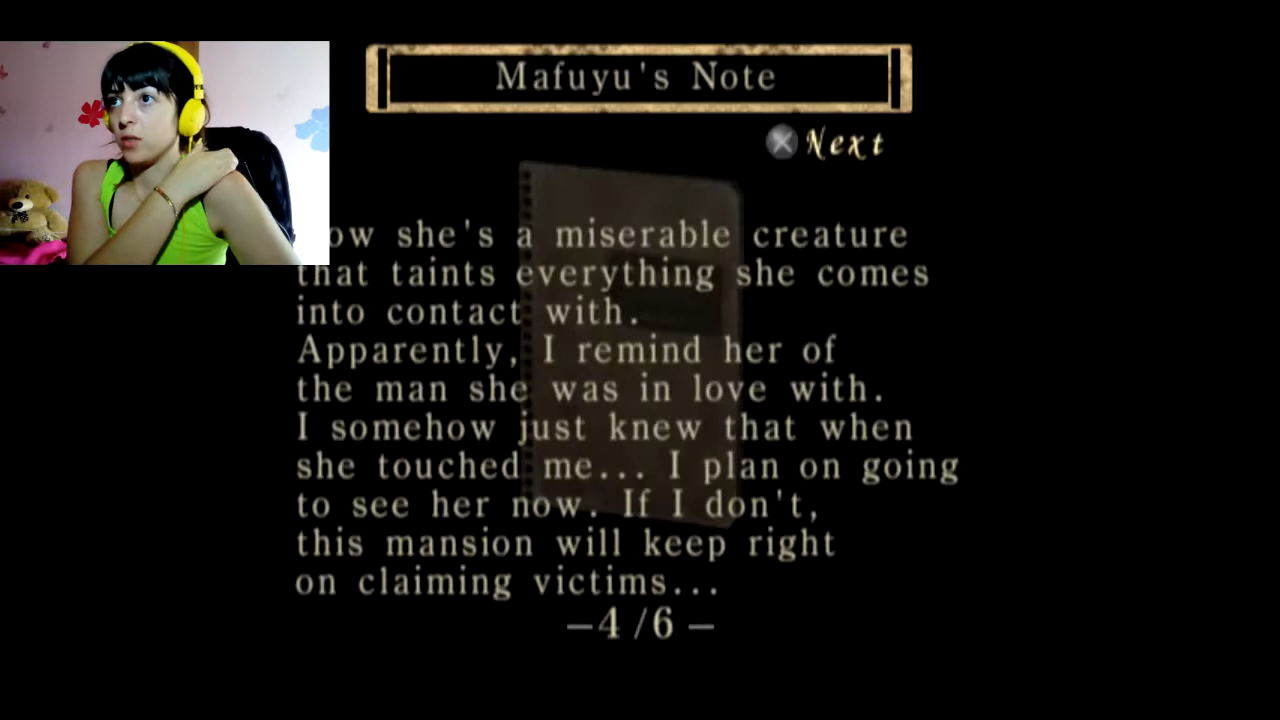 Mafuyu's Note
Next
ow she's a miserable creature
that taints everything she comes
into contact with.
Apparently, I remind her of
the man she was in love with.
I somehow just knew that when
she touched me... I plan on going
to see her now. If I don't,
this mansion will keep right
on claiming victims...
—4/6—